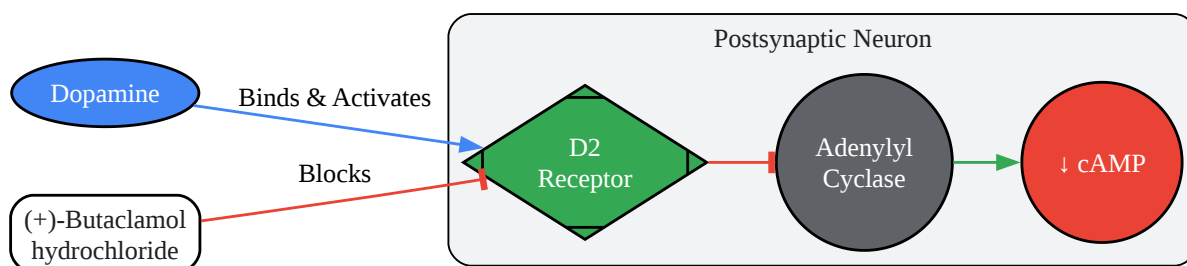 Postsynaptic Neuron
Dopamine
Binds & Activates
D2
Receptor
Adenylyl
Cyclase
↓ cAMP
Blocks
(+)-Butaclamol
hydrochloride